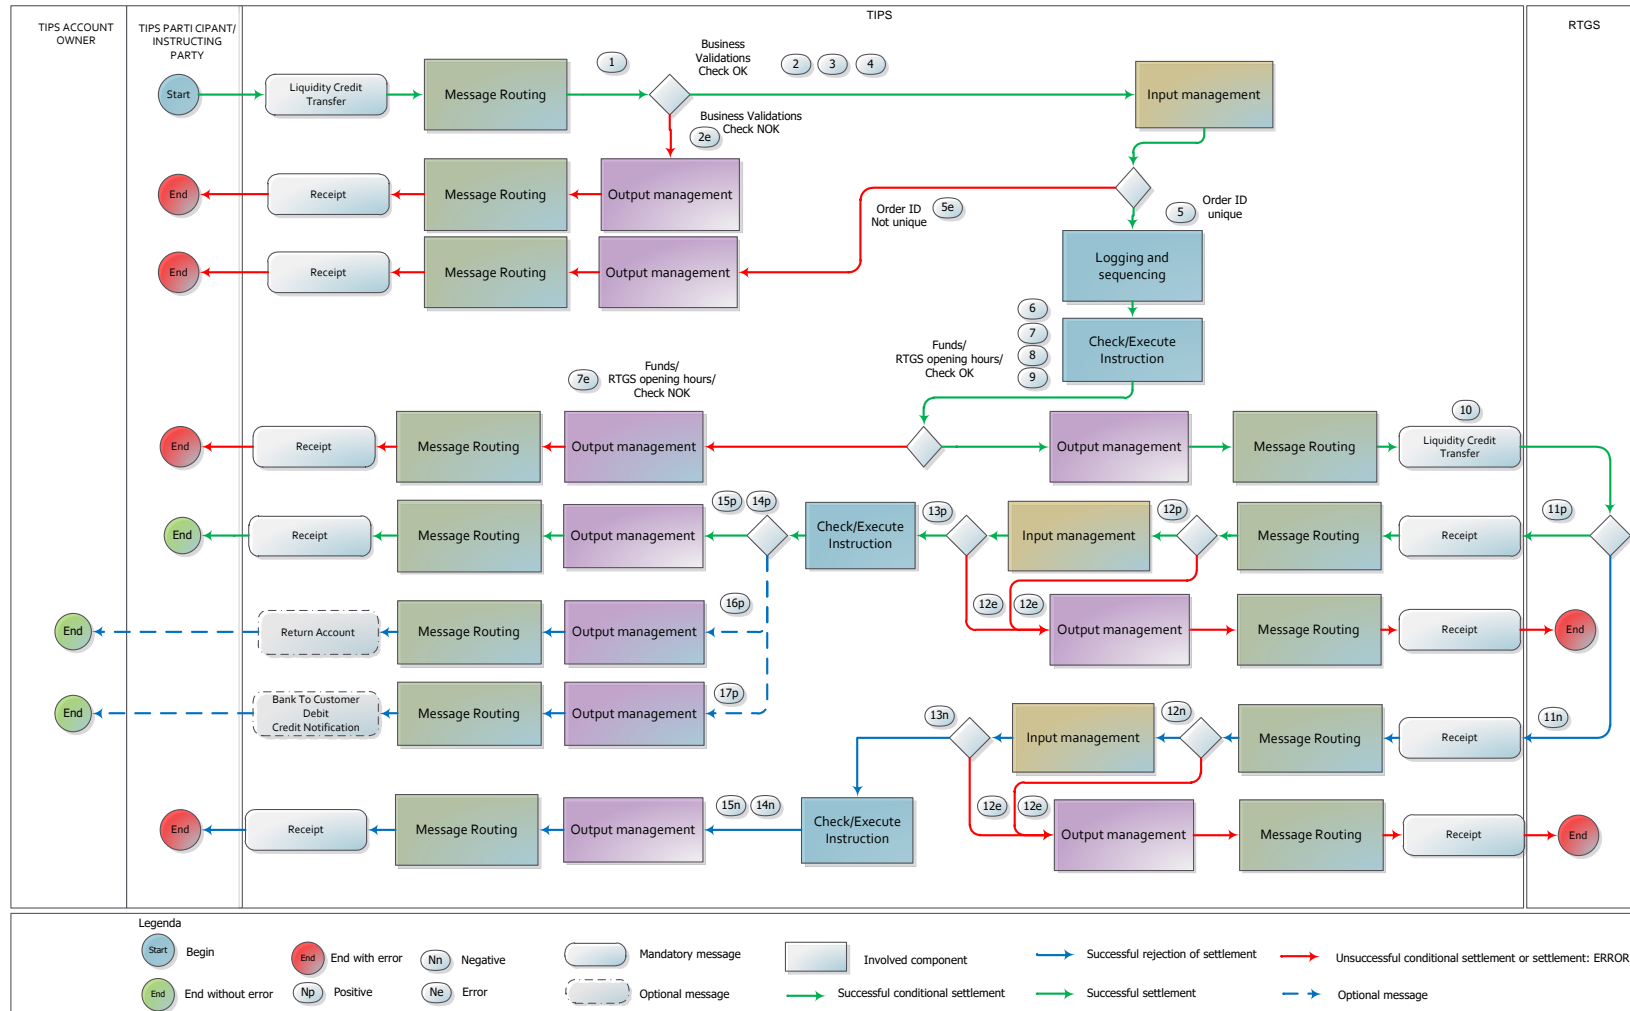 TIPS ACCOUNT
OWNER
TIPS PARTI CIPANT/
INSTRUCTING
PARTY
TIPS
RTGS
Start
Liquidity Credit
Transfer
Message Routing
1
Business
Validations
Check OK
2
3
4
Input management
Business Validations
Check NOK
2e
End
Receipt
Message Routing
Output management
Order ID
Not unique
5e
5
Order ID
unique
End
Receipt
Message Routing
Output management
Logging and
sequencing
6
7
8
9
Check/Execute
Instruction
Funds/
RTGS opening hours/
Check OK
7e
Funds/
RTGS opening hours/
Check NOK
End
Receipt
Message Routing
Output management
Output management
Message Routing
10
Liquidity Credit
Transfer
End
Receipt
Message Routing
Output management
15p
14p
Check/Execute
Instruction
13p
Input management
12p
Message Routing
Receipt
11p
End
Return Account
Message Routing
Output management
16p
12e
12e
Output management
Message Routing
Receipt
End
End
Bank To Customer
Debit
Credit Notification
Message Routing
Output management
17p
13n
Input management
12n
Message Routing
Receipt
11n
End
Receipt
Message Routing
Output management
15n
14n
Check/Execute
Instruction
12e
12e
Output management
Message Routing
Receipt
End
Legenda
Start
Begin
End
End with error
Nn
Negative
Mandatory message
Involved component
Successful rejection of settlement
Unsuccessful conditional settlement or settlement: ERROR
End
End without error
Np
Positive
Ne
Error
Optional message
Successful conditional settlement
Successful settlement
Optional message